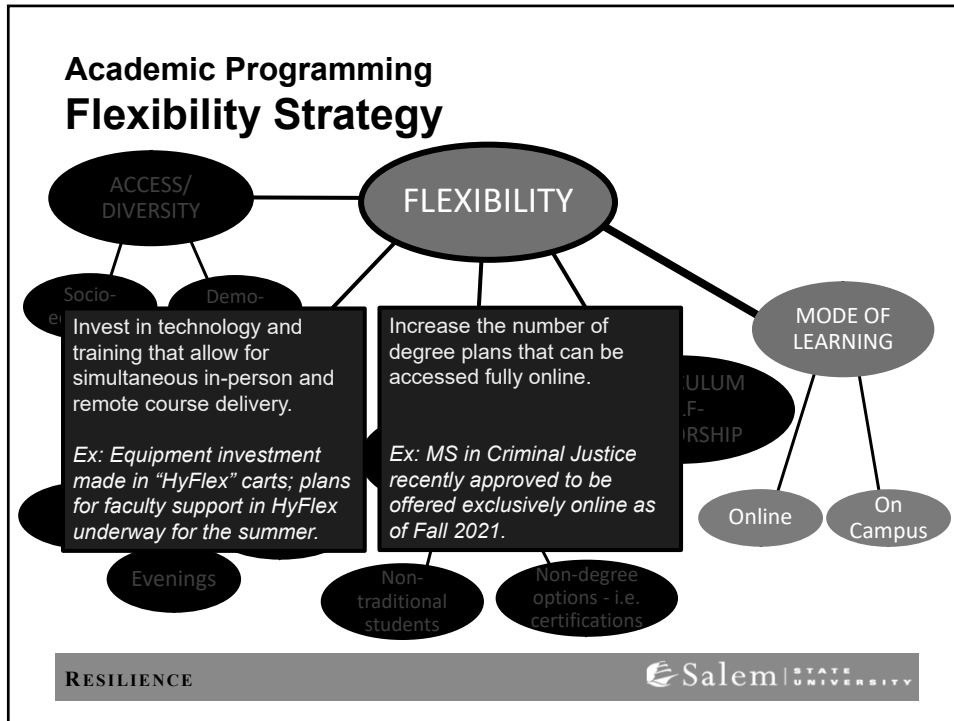 Academic Programming
Flexibility Strategy
ACCESS/
DIVERSITY
FLEXIBILITY
Socio-
Demo-
MODE OF
LEARNING
Invest in technology and
training that allow for
simultaneous in-person and
remote course delivery.
Ex: Equipment investment
made in “HyFlex” carts; plans
for faculty support in HyFlex
underway for the summer.
Increase the number of
degree plans that can be
accessed fully online.
Ex: MS in Criminal Justice
recently approved to be
offered exclusively online as
of Fall 2021.
Online
On
Campus
Evenings
Non-
traditional
students
Non-degree
options - i.e.
certifications
RESILIENCE
Salem STATE UNIVERSITY